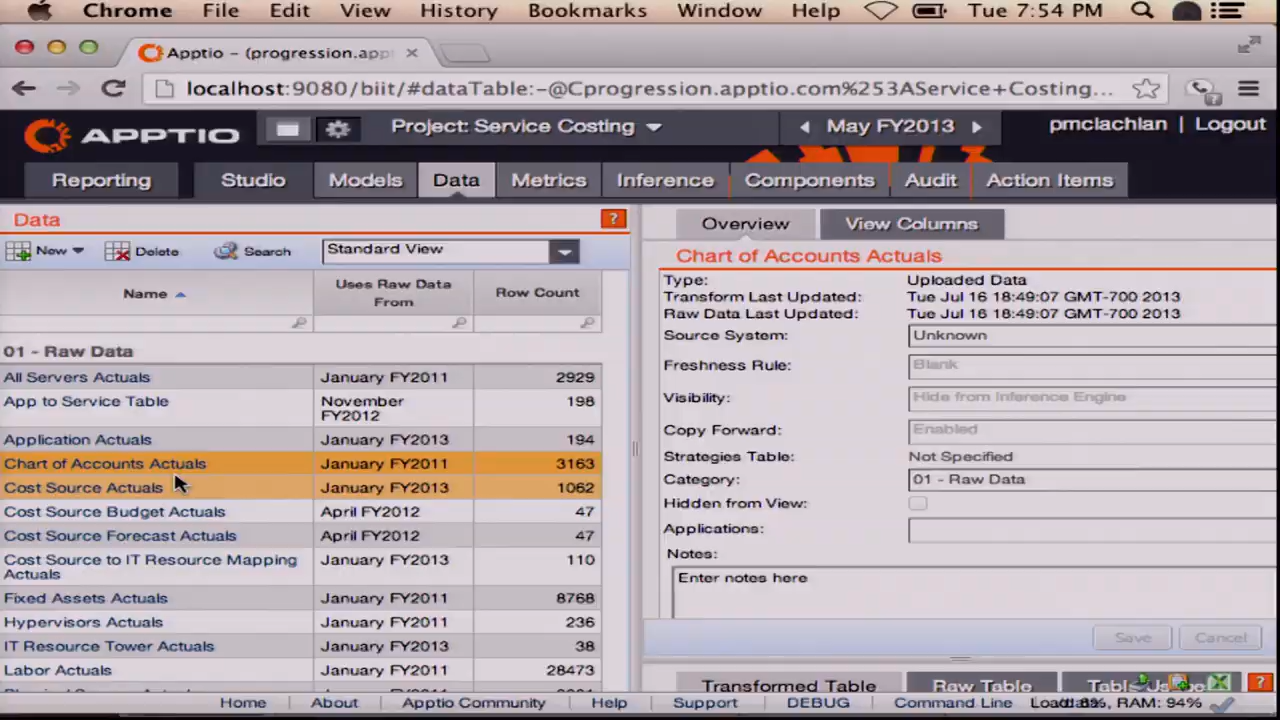 Chrome File Edit View History Bookmarks Window Help Tue 7:54 PM
Apptio - (progression.appt
localhost:9080/biit/#dataTable:-@Cprogression.apptio.com%253AService+Costing...
APPTIO Project: Service Costing May FY2013 pmclachlan | Logout
Reporting Studio Models Data Metrics Inference Components Audit Action Items
Data ?
New Delete Search Standard View
Name Uses Raw Data From Row Count
01 - Raw Data
All Servers Actuals January FY2011 2929
App to Service Table November FY2012 198
Application Actuals January FY2013 194
Chart of Accounts Actuals January FY2011 3163
Cost Source Actuals January FY2013 1062
Cost Source Budget Actuals April FY2012 47
Cost Source Forecast Actuals April FY2012 47
Cost Source to IT Resource Mapping Actuals January FY2013 110
Fixed Assets Actuals January FY2011 8768
Hypervisors Actuals January FY2011 236
IT Resource Tower Actuals January FY2013 38
Labor Actuals January FY2011 28473
Overview View Columns
Chart of Accounts Actuals
Type: Uploaded Data
Transform Last Updated: Tue Jul 16 18:49:07 GMT-700 2013
Raw Data Last Updated: Tue Jul 16 18:49:07 GMT-700 2013
Source System: Unknown
Freshness Rule: Blank
Visibility: Hide from Inference Engine
Copy Forward: Enabled
Strategies Table: Not Specified
Category: 01 - Raw Data
Hidden from View:
Applications:
Notes:
Enter notes here
Save Cancel
Transformed Table Raw Table ?
Home About Apptio Community Help Support DEBUG Command Line RAM: 94%